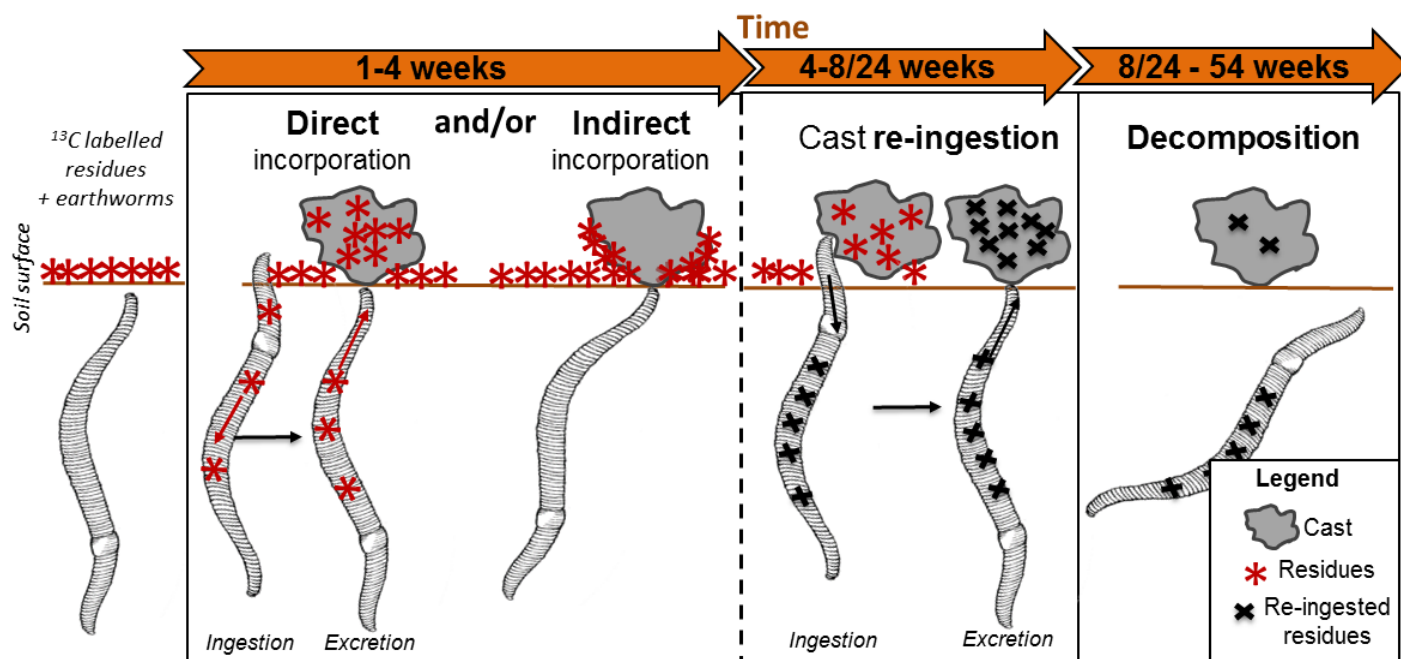 Time
1-4 weeks
4-8/24 weeks
8/24 - 54 weeks
¹³C labelled
residues
+ earthworms
Soil surface
Direct
incorporation
and/or
Indirect
incorporation
Cast re-ingestion
Decomposition
Ingestion
Excretion
Ingestion
Excretion
Legend
Cast
Residues
Re-ingested
residues